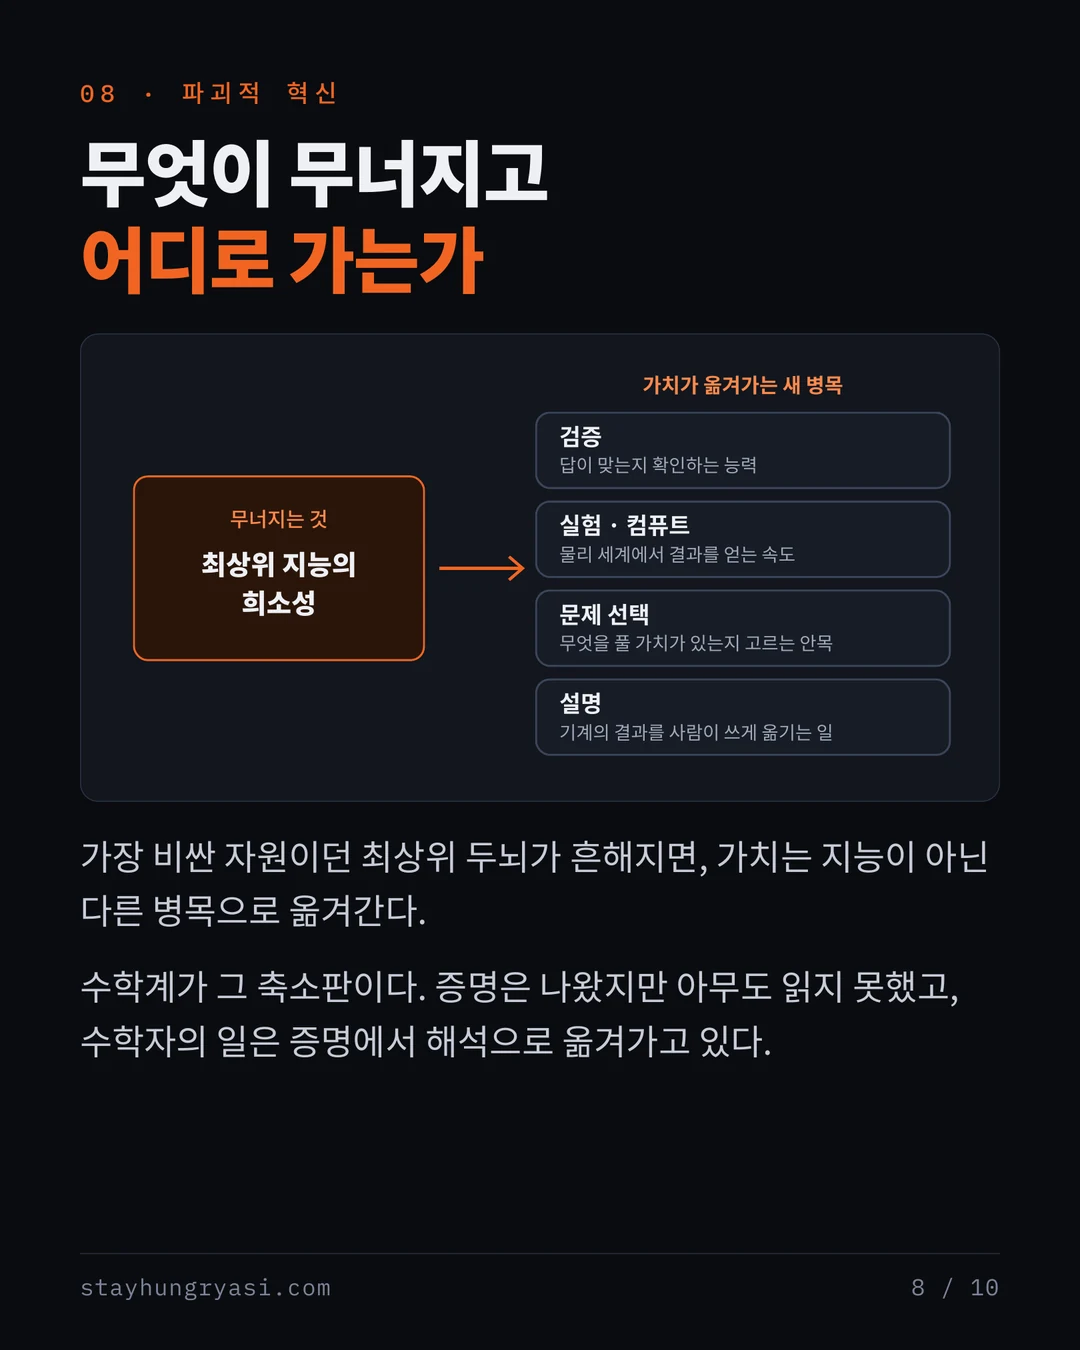 08 · 파괴적 혁신
무엇이 무너지고
어디로 가는가
무너지는 것
최상위 지능의
희소성
가치가 옮겨가는 새 병목
검증
답이 맞는지 확인하는 능력
실험 · 컴퓨트
물리 세계에서 결과를 얻는 속도
문제 선택
무엇을 풀 가치가 있는지 고르는 안목
설명
기계의 결과를 사람이 쓰게 옮기는 일
가장 비싼 자원이던 최상위 두뇌가 흔해지면, 가치는 지능이 아닌
다른 병목으로 옮겨간다.
수학계가 그 축소판이다. 증명은 나왔지만 아무도 읽지 못했고,
수학자의 일은 증명에서 해석으로 옮겨가고 있다.
stayhungryasi.com
8 / 10